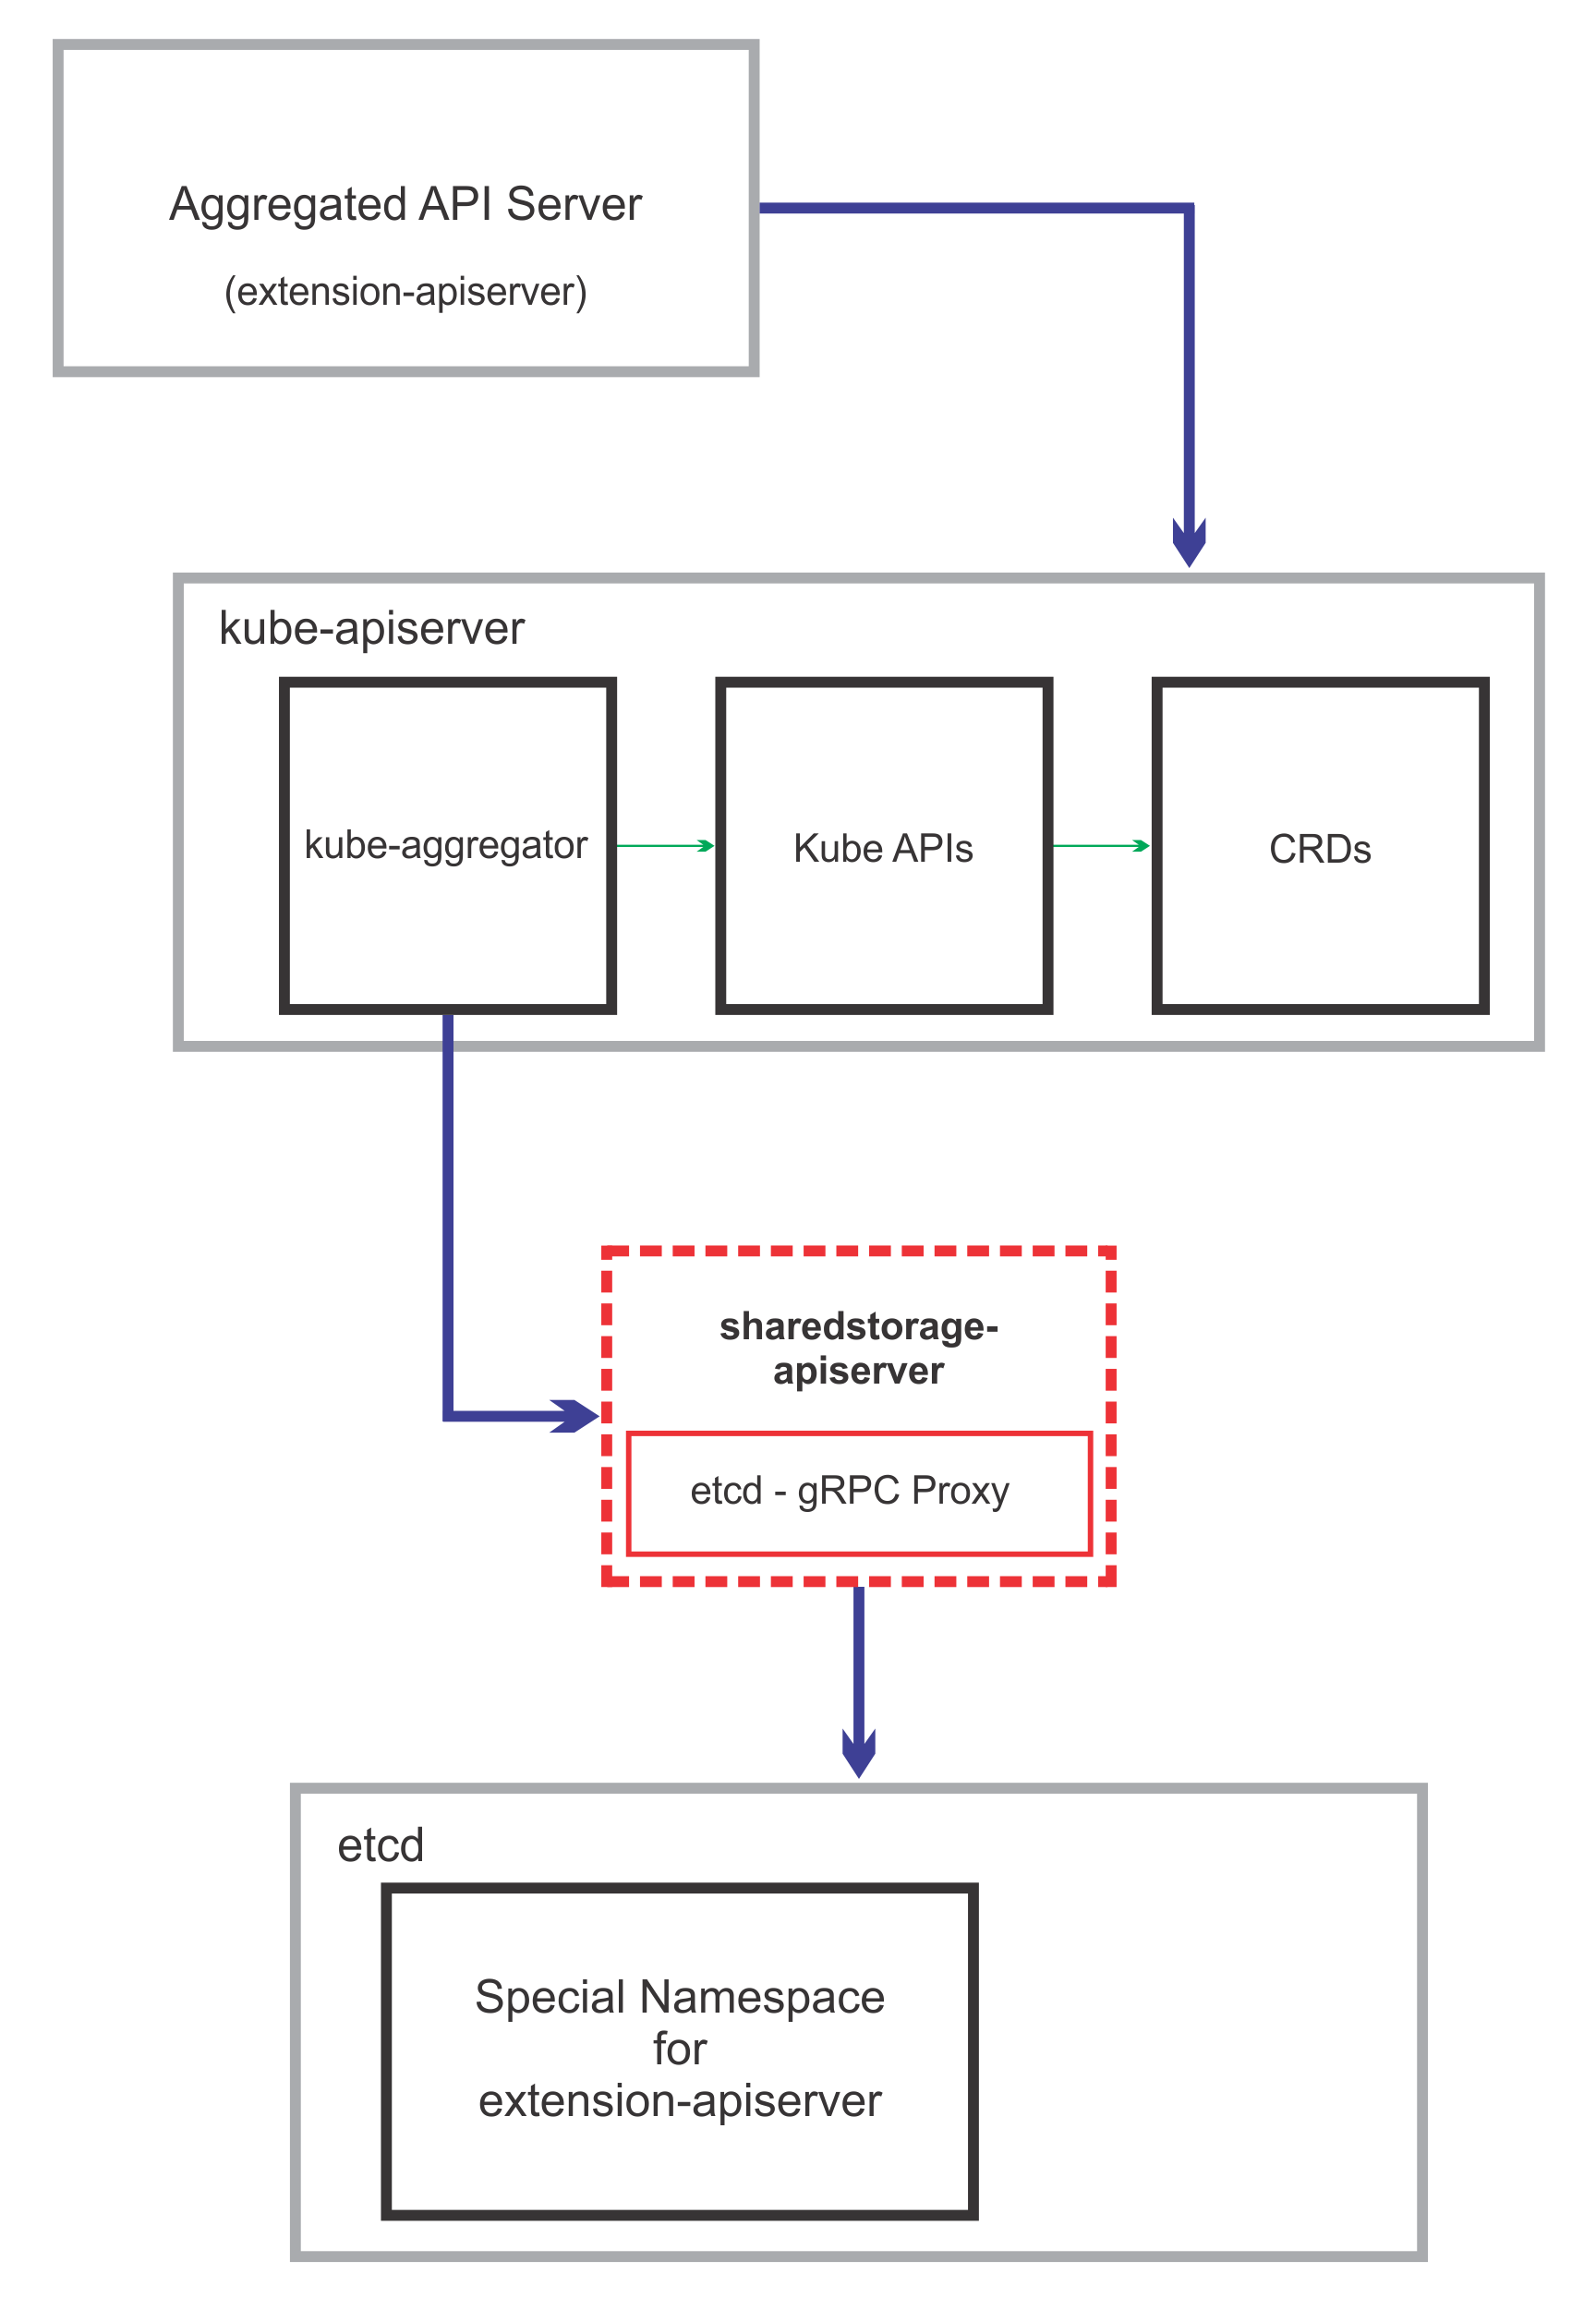 Aggregated API Server
(extension-apiserver)
kube-apiserver
kube-aggregator
Kube APIs
CRDs
sharedstorage-
apiserver
etcd - gRPC Proxy
etcd
Special Namespace
for
extension-apiserver